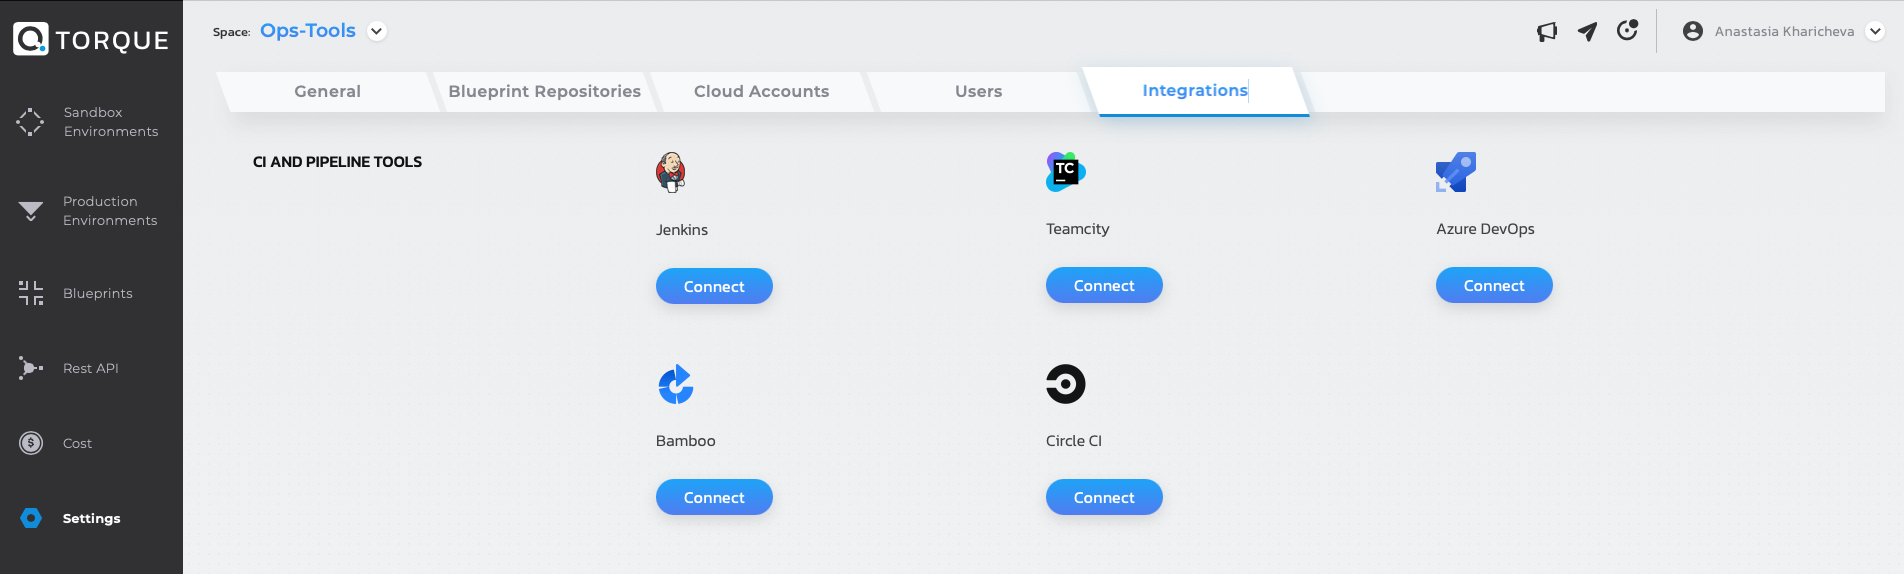 TORQUE
Space: Ops-Tools
Anastasia Kharicheva
General
Blueprint Repositories
Cloud Accounts
Users
Integrations
Sandbox
Environments
Production
Environments
Blueprints
Rest API
Cost
$
Settings
CI AND PIPELINE TOOLS
TC
Jenkins
Teamcity
Azure DevOps
Connect
Connect
Connect
Bamboo
Circle CI
Connect
Connect